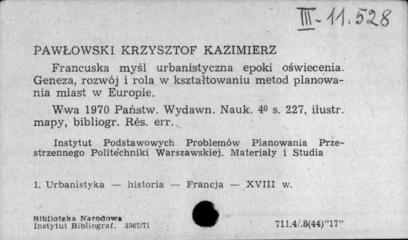 III-11.528
PAWŁOWSKI KRZYSZTOF KAZIMIERZ
Francuska myśl urbanistyczna epoki oświecenia.
Geneza, rozwój i rola w kształtowaniu metod planowa-
nia miast w Europie.
Wwa 1970 Państw. Wydawn. Nauk. 4º s. 227, ilustr.
mapy, bibliogr. Rés. err.
Instytut Podstawowych Problemów Planowania Prze-
strzennego Politéchniki Warszawskiej. Materiały i Studia
1. Urbanistyka — historia — Francja — XVIII w.
Biblioteka Narodowa
Instytut Bibliograf. 3567/71
711.4/.8(44)"17"